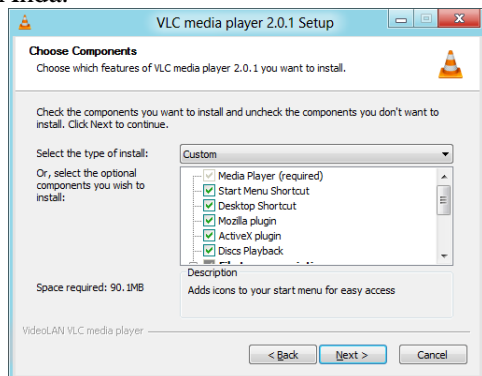 VLC media player 2.0.1 Setup
Choose Components
Choose which features of VLC media player 2.0.1 you want to install.
Check the components you want to install and uncheck the components you don't want to
install. Click Next to continue.
Select the type of install:
Custom
Or, select the optional
components you wish to
install:
Media Player (required)
Start Menu Shortcut
Desktop Shortcut
Mozilla plugin
ActiveX plugin
Discs Playback
Description
Space required: 90.1MB
Adds icons to your start menu for easy access
VideoLAN VLC media player
< Back
Next >
Cancel